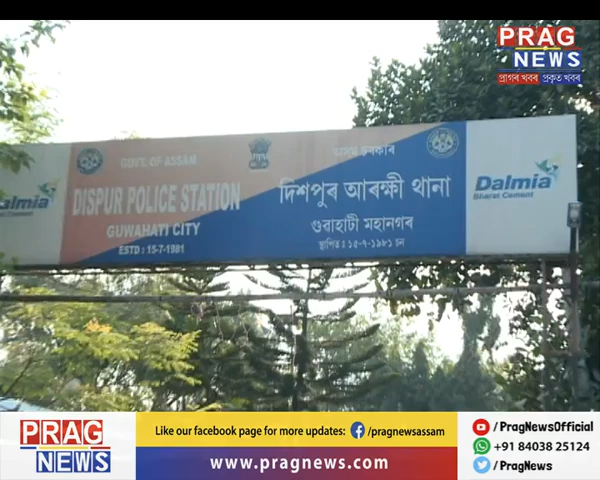 PRAG
NEWS
প্ৰাগৰ খবৰ প্ৰকৃত খবৰ
GOVT. OF ASSAM
অসম চৰকাৰ
DISPUR POLICE STATION
দিশপুৰ আৰক্ষী থানা
GUWAHATI CITY
গুৱাহাটী মহানগৰ
ESTD : 15-7-1981
স্থাপিত : ১৫-৭-১৯৮১ চন
Dalmia
Bharat Cement
almia
Cement
PRAG
NEWS
Like our facebook page for more updates: /pragnewsassam
www.pragnews.com
/PragNewsOfficial
+91 84038 25124
/PragNews